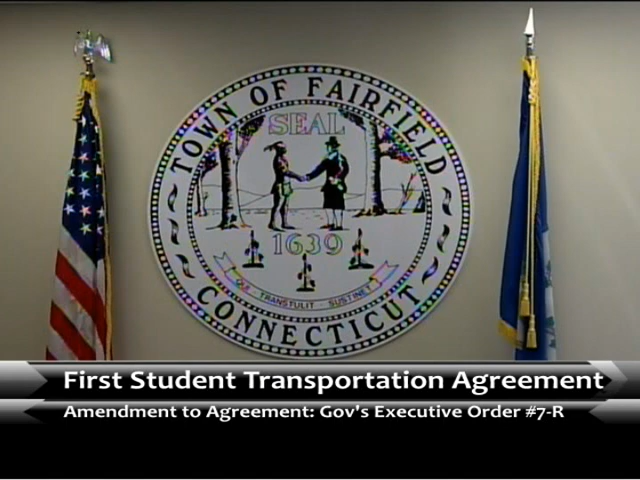 TOWN OF FAIRFIELD
SEAL
1639
QUI · TRANSTULIT · SUSTINET
CONNECTICUT
First Student Transportation Agreement
Amendment to Agreement: Gov's Executive Order #7-R